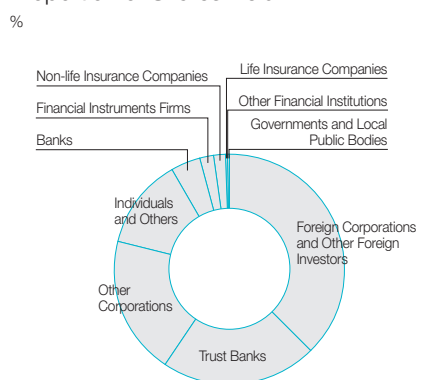 %
Non-life Insurance Companies
Life Insurance Companies
Financial Instruments Firms
Other Financial Institutions
Banks
Governments and Local
Public Bodies
Individuals
and Others
Foreign Corporations
and Other Foreign
Investors
Other
Corporations
Trust Banks